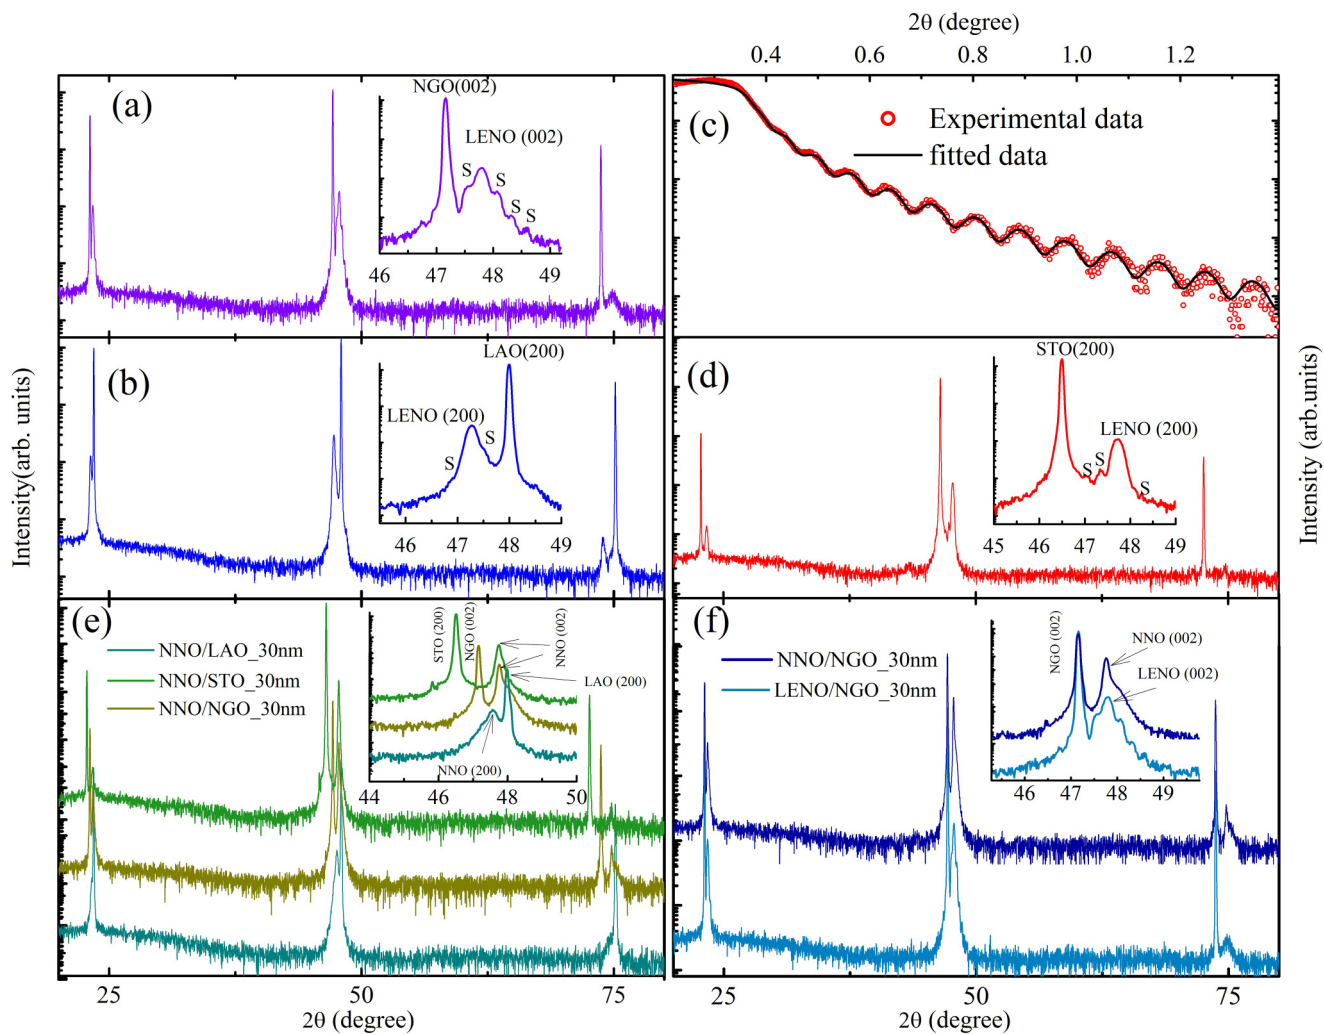 2θ (degree)
0.4 0.6 0.8 1.0 1.2
(a)
NGO(002)
LENO (002)
S S S S
46 47 48 49
(c)
Experimental data
fitted data
(b)
LAO(200)
LENO (200)
S S
46 47 48 49
(d)
STO(200)
LENO (200)
S S S
45 46 47 48 49
Intensity(arb. units)
Intensity (arb.units)
(e)
NNO/LAO_30nm
NNO/STO_30nm
NNO/NGO_30nm
STO (200)
NGO (002)
NNO (002)
LAO (200)
NNO (200)
44 46 48 50
(f)
NNO/NGO_30nm
LENO/NGO_30nm
NGO (002)
NNO (002)
LENO (002)
46 47 48 49
25 50 75
2θ (degree)
25 50 75
2θ (degree)